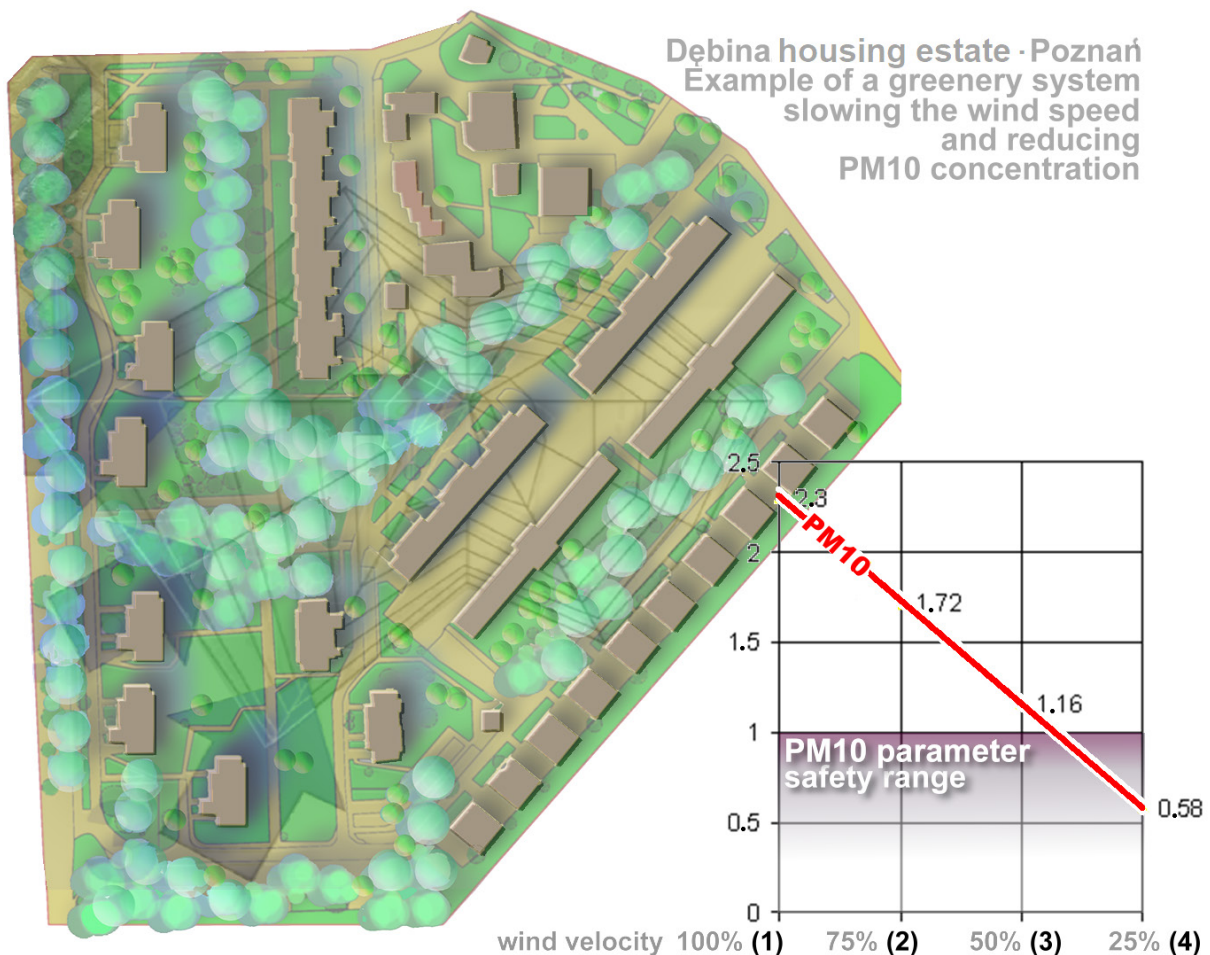 Dębina housing estate · Poznań
Example of a greenery system
slowing the wind speed
and reducing
PM10 concentration
2.5
2.3
PM10
2
1.72
1.5
1.16
1
PM10 parameter
safety range
0.58
0.5
0
wind velocity 100% (1) 75% (2) 50% (3) 25% (4)